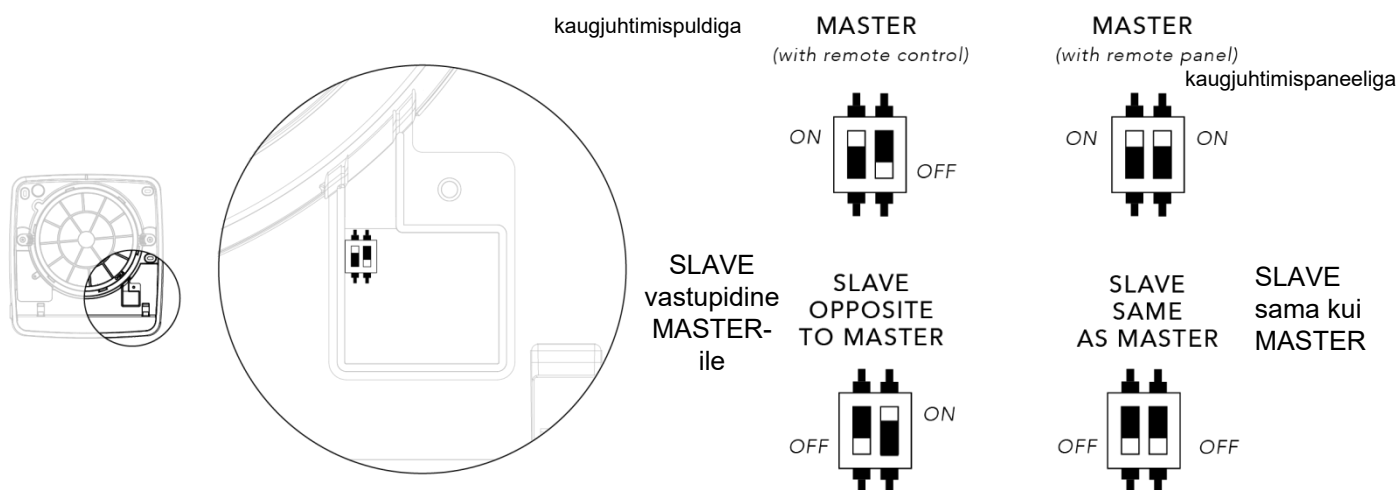 kaugjuhtimispuldiga
MASTER
(with remote control)
ON
OFF
MASTER
(with remote panel)
kaugjuhtimispaneeliga
ON
ON
SLAVE
vastupidine
MASTER-
ile
SLAVE
OPPOSITE
TO MASTER
OFF
ON
SLAVE
SAME
AS MASTER
OFF
OFF
SLAVE
sama kui
MASTER